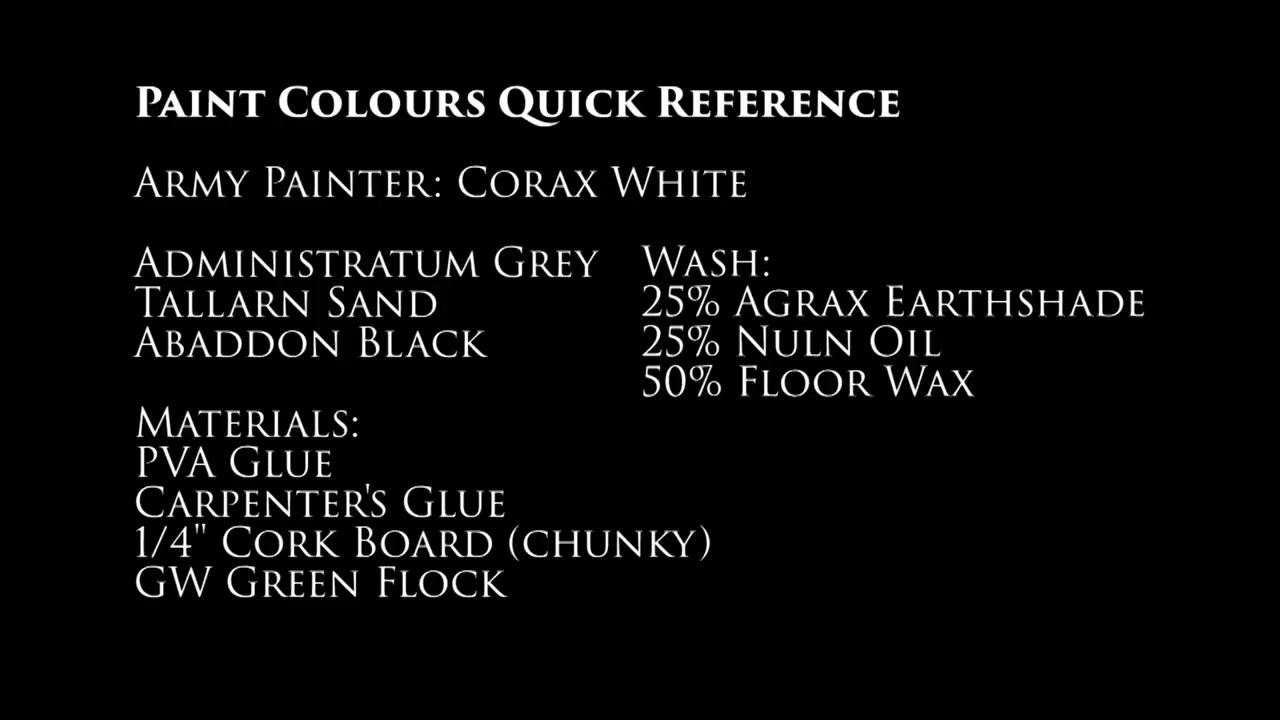 Paint Colours Quick Reference
Army Painter: Corax White
Administratum Grey
Tallarn Sand
Abaddon Black
Wash:
25% Agrax Earthshade
25% Nuln Oil
50% Floor Wax
Materials:
PVA Glue
Carpenter's Glue
1/4" Cork Board (chunky)
GW Green Flock